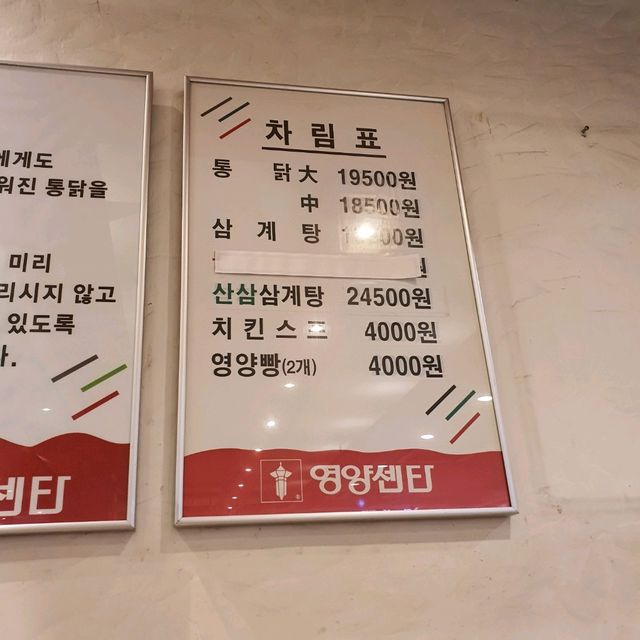 에게도
워진 통닭을
미리
리시지 않고
있도록
다.
센타
차림표
통 닭 大 19500원
中 18500원
삼 계 탕
원
산삼삼계탕 24500원
치킨스프 4000원
영양빵(2개) 4000원
영양센타